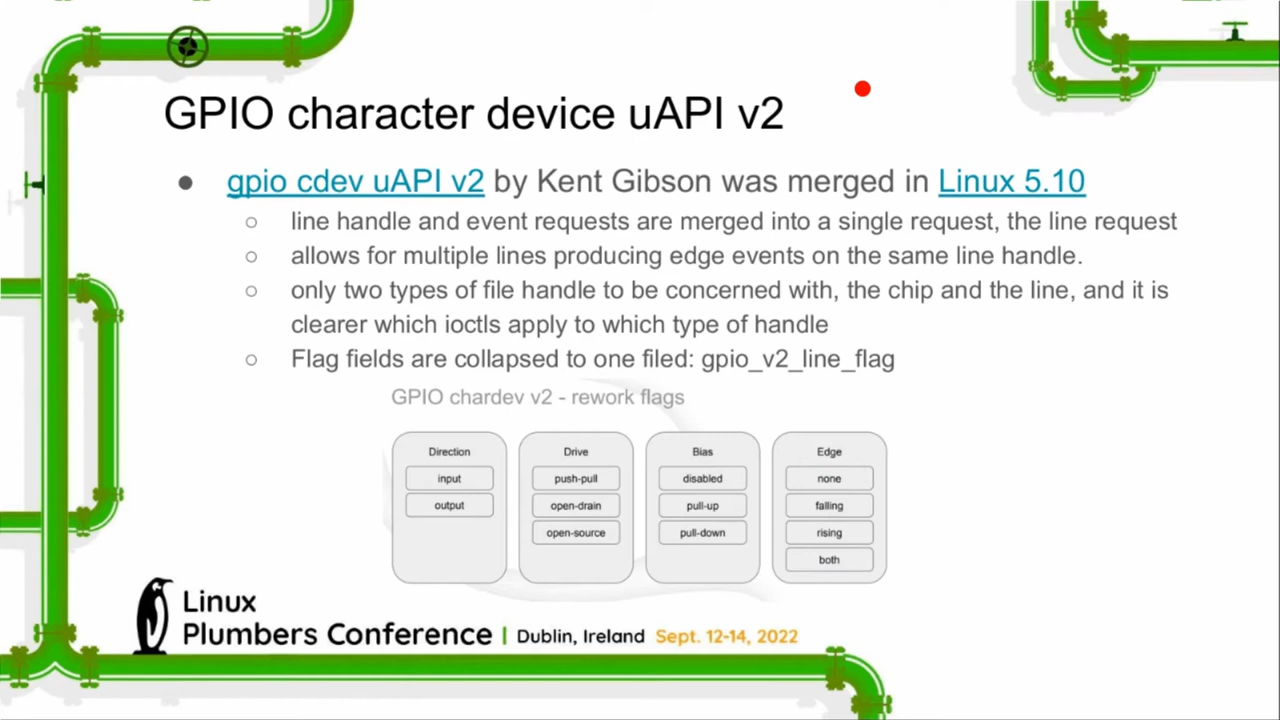 GPIO character device uAPI v2
● gpio cdev uAPI v2 by Kent Gibson was merged in Linux 5.10
○ line handle and event requests are merged into a single request, the line request
○ allows for multiple lines producing edge events on the same line handle.
○ only two types of file handle to be concerned with, the chip and the line, and it is
clearer which ioctls apply to which type of handle
○ Flag fields are collapsed to one filed: gpio_v2_line_flag
GPIO chardev v2 - rework flags
Direction
input
output
Drive
push-pull
open-drain
open-source
Bias
disabled
pull-up
pull-down
Edge
none
falling
rising
both
Linux
Plumbers Conference | Dublin, Ireland Sept. 12-14, 2022